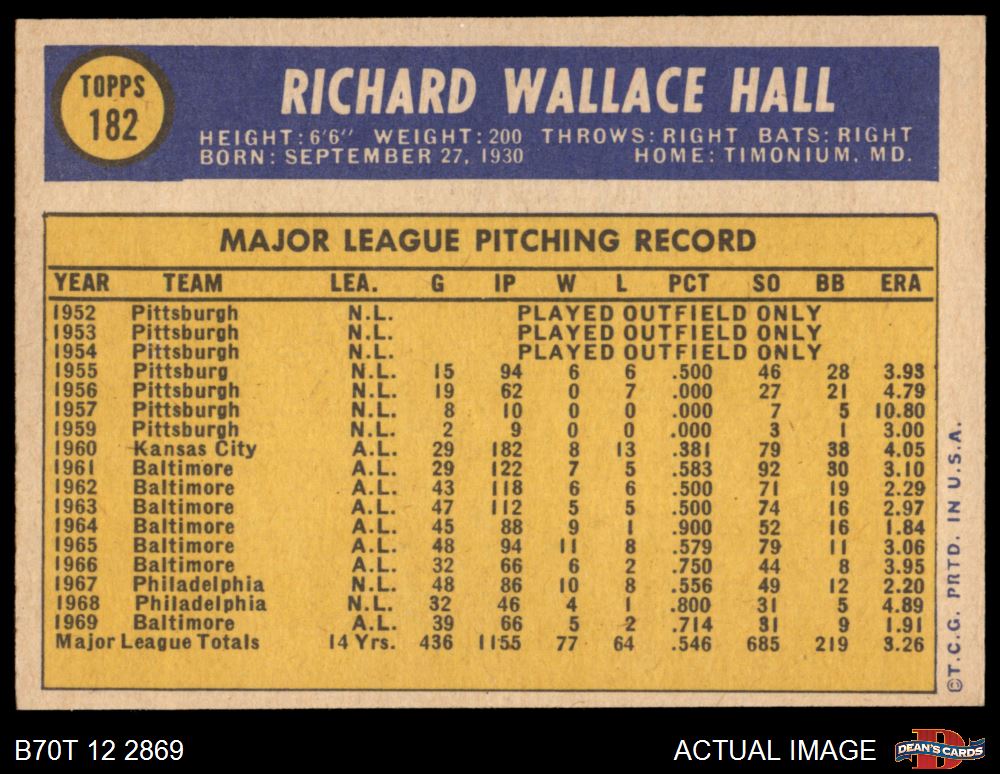 TOPPS
182
RICHARD WALLACE HALL
HEIGHT: 6'6" WEIGHT: 200 THROWS: RIGHT BATS: RIGHT
BORN: SEPTEMBER 27, 1930 HOME: TIMONIUM, MD.
MAJOR LEAGUE PITCHING RECORD
YEAR TEAM LEA. G IP W L PCT SO BB ERA
1952 Pittsburgh N.L. PLAYED OUTFIELD ONLY
1953 Pittsburgh N.L. PLAYED OUTFIELD ONLY
1954 Pittsburgh N.L. PLAYED OUTFIELD ONLY
1955 Pittsburg N.L. 15 94 6 6 .500 46 28 3.93
1956 Pittsburgh N.L. 19 62 0 7 .000 27 21 4.79
1957 Pittsburgh N.L. 8 10 0 0 .000 7 5 10.80
1959 Pittsburgh N.L. 2 9 0 0 .000 3 1 3.00
1960 Kansas City A.L. 29 182 8 13 .381 79 38 4.05
1961 Baltimore A.L. 29 122 7 5 .583 92 30 3.10
1962 Baltimore A.L. 43 118 6 6 .500 71 19 2.29
1963 Baltimore A.L. 47 112 5 5 .500 74 16 2.97
1964 Baltimore A.L. 45 88 9 1 .900 52 16 1.84
1965 Baltimore A.L. 48 94 11 8 .579 79 11 3.06
1966 Baltimore A.L. 32 66 6 2 .750 44 8 3.95
1967 Philadelphia N.L. 48 86 10 8 .556 49 12 2.20
1968 Philadelphia N.L. 32 46 4 1 .800 31 5 4.89
1969 Baltimore A.L. 39 66 5 2 .714 31 9 1.91
Major League Totals 14 Yrs. 436 1155 77 64 .546 685 219 3.26
©T.C.G. PRTD. IN U.S.A.
B70T 12 2869
ACTUAL IMAGE
DEAN'S CARDS